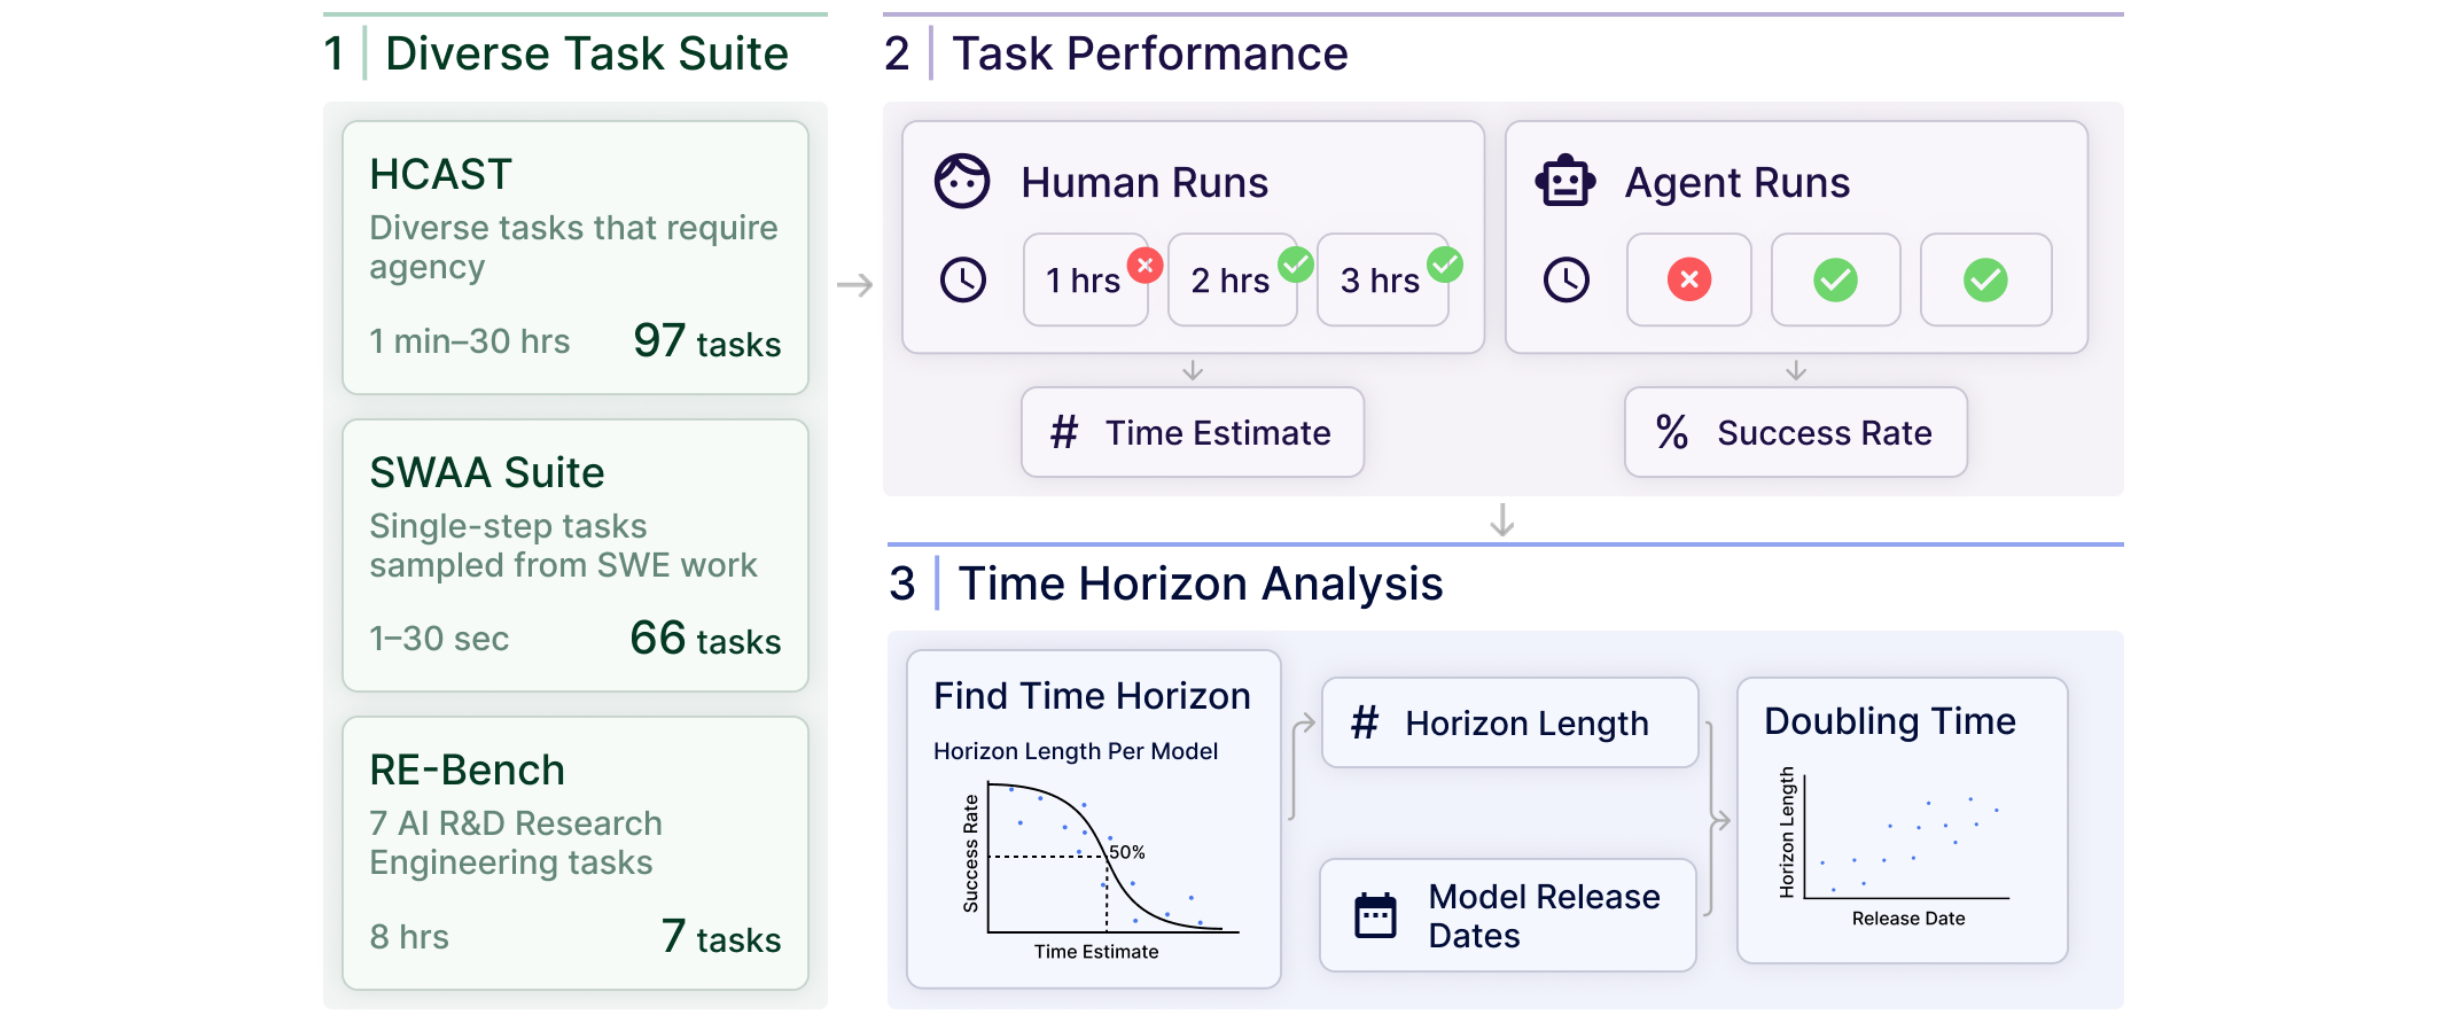 1 | Diverse Task Suite
HCAST
Diverse tasks that require
agency
1 min–30 hrs 97 tasks
SWAA Suite
Single-step tasks
sampled from SWE work
1–30 sec 66 tasks
RE-Bench
7 AI R&D Research
Engineering tasks
8 hrs 7 tasks
2 | Task Performance
Human Runs
1 hrs 2 hrs 3 hrs
# Time Estimate
Agent Runs
% Success Rate
3 | Time Horizon Analysis
Find Time Horizon
Horizon Length Per Model
Success Rate
50%
Time Estimate
# Horizon Length
Model Release
Dates
Doubling Time
Horizon Length
Release Date